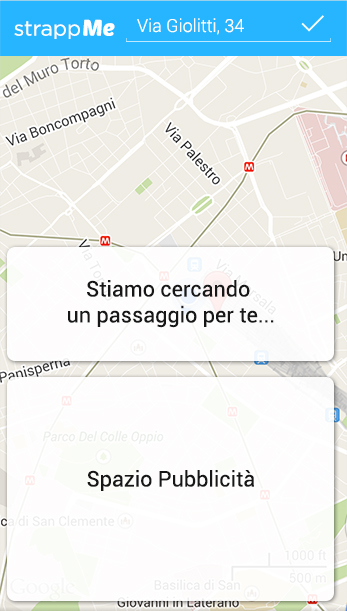 strappMe
Via Giolitti, 34
del Muro Torto
Via Boncompagni
Via Palestro
M
M
Stiamo cercando
un passaggio per te...
Panisperna
M
M
Parco Del Colle Oppio
Spazio Pubblicità
M
M
ca di San Clemente
1000 ft
500 m
Google
Basilica di San
Giovanni in Laterano